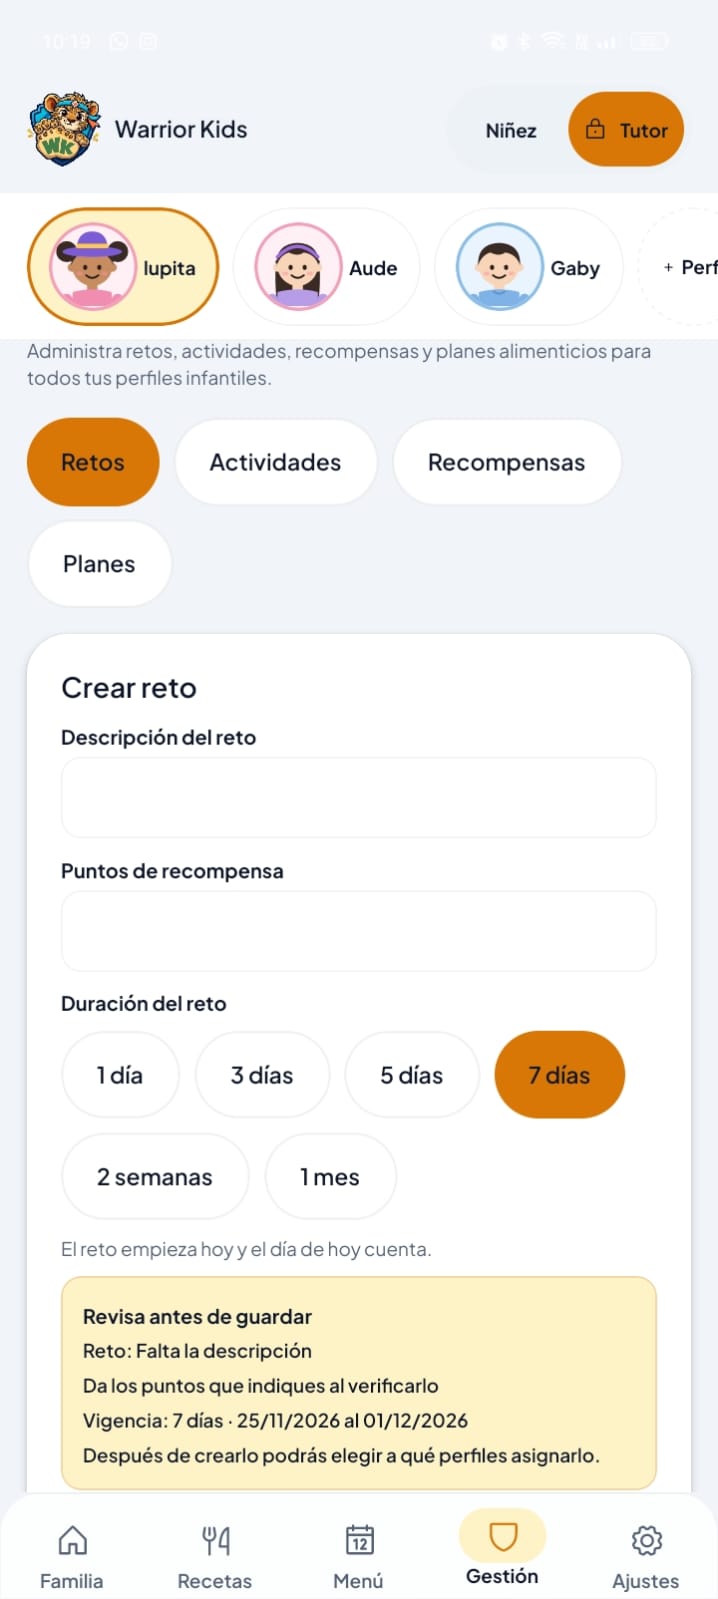 10:19
Warrior Kids
Niñez
Tutor
WK
lupita
Aude
Gaby
+ Perf
Administra retos, actividades, recompensas y planes alimenticios para
todos tus perfiles infantiles.
Retos
Actividades
Recompensas
Planes
Crear reto
Descripción del reto
Puntos de recompensa
Duración del reto
1 día
3 días
5 días
7 días
2 semanas
1 mes
El reto empieza hoy y el día de hoy cuenta.
Revisa antes de guardar
Reto: Falta la descripción
Da los puntos que indiques al verificarlo
Vigencia: 7 días · 25/11/2026 al 01/12/2026
Después de crearlo podrás elegir a qué perfiles asignarlo.
12
Familia
Recetas
Menú
Gestión
Ajustes